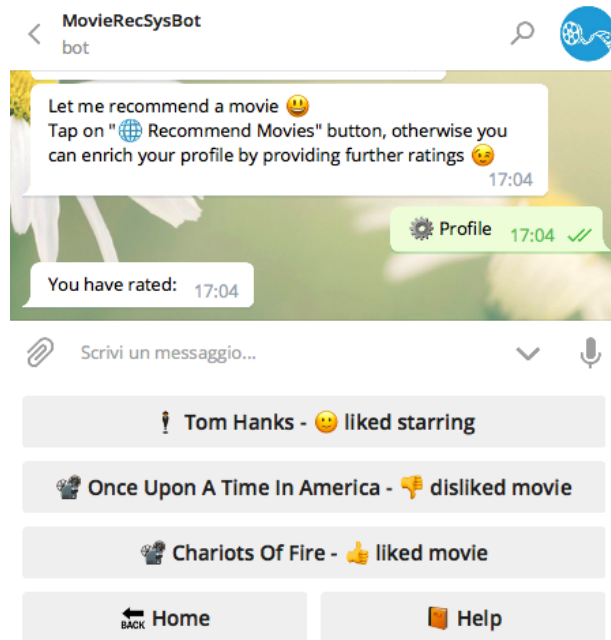 MovieRecSysBot
bot
Let me recommend a movie 😃
Tap on "🌐 Recommend Movies" button, otherwise you
can enrich your profile by providing further ratings 😉
17:04
⚙ Profile 17:04
You have rated: 17:04
Scrivi un messaggio...
🕴 Tom Hanks - 🙂 liked starring
📽 Once Upon A Time In America - 👎 disliked movie
📽 Chariots Of Fire - 👍 liked movie
🔙 Home
📙 Help